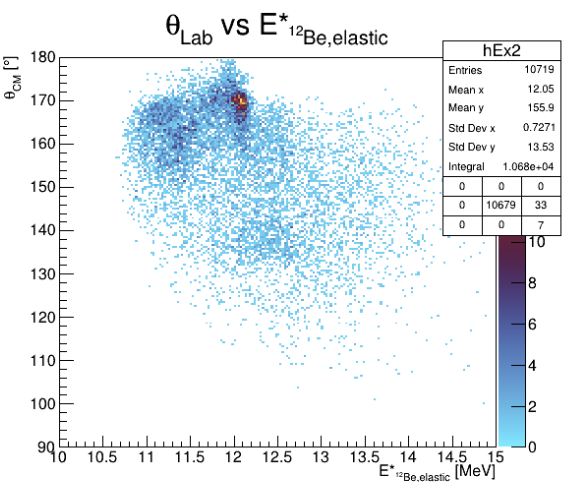 θLab vs E*12Be,elastic
hEx2
Entries 10719
Mean x 12.05
Mean y 155.9
Std Dev x 0.7271
Std Dev y 13.53
Integral 1.068e+04
0 0 0
0 10679 33
0 0 7
θCM [°]
180
170
160
150
140
130
120
110
100
90
10 10.5 11 11.5 12 12.5 13 13.5 14 14.5 15
E*12Be,elastic [MeV]
10
8
6
4
2
0